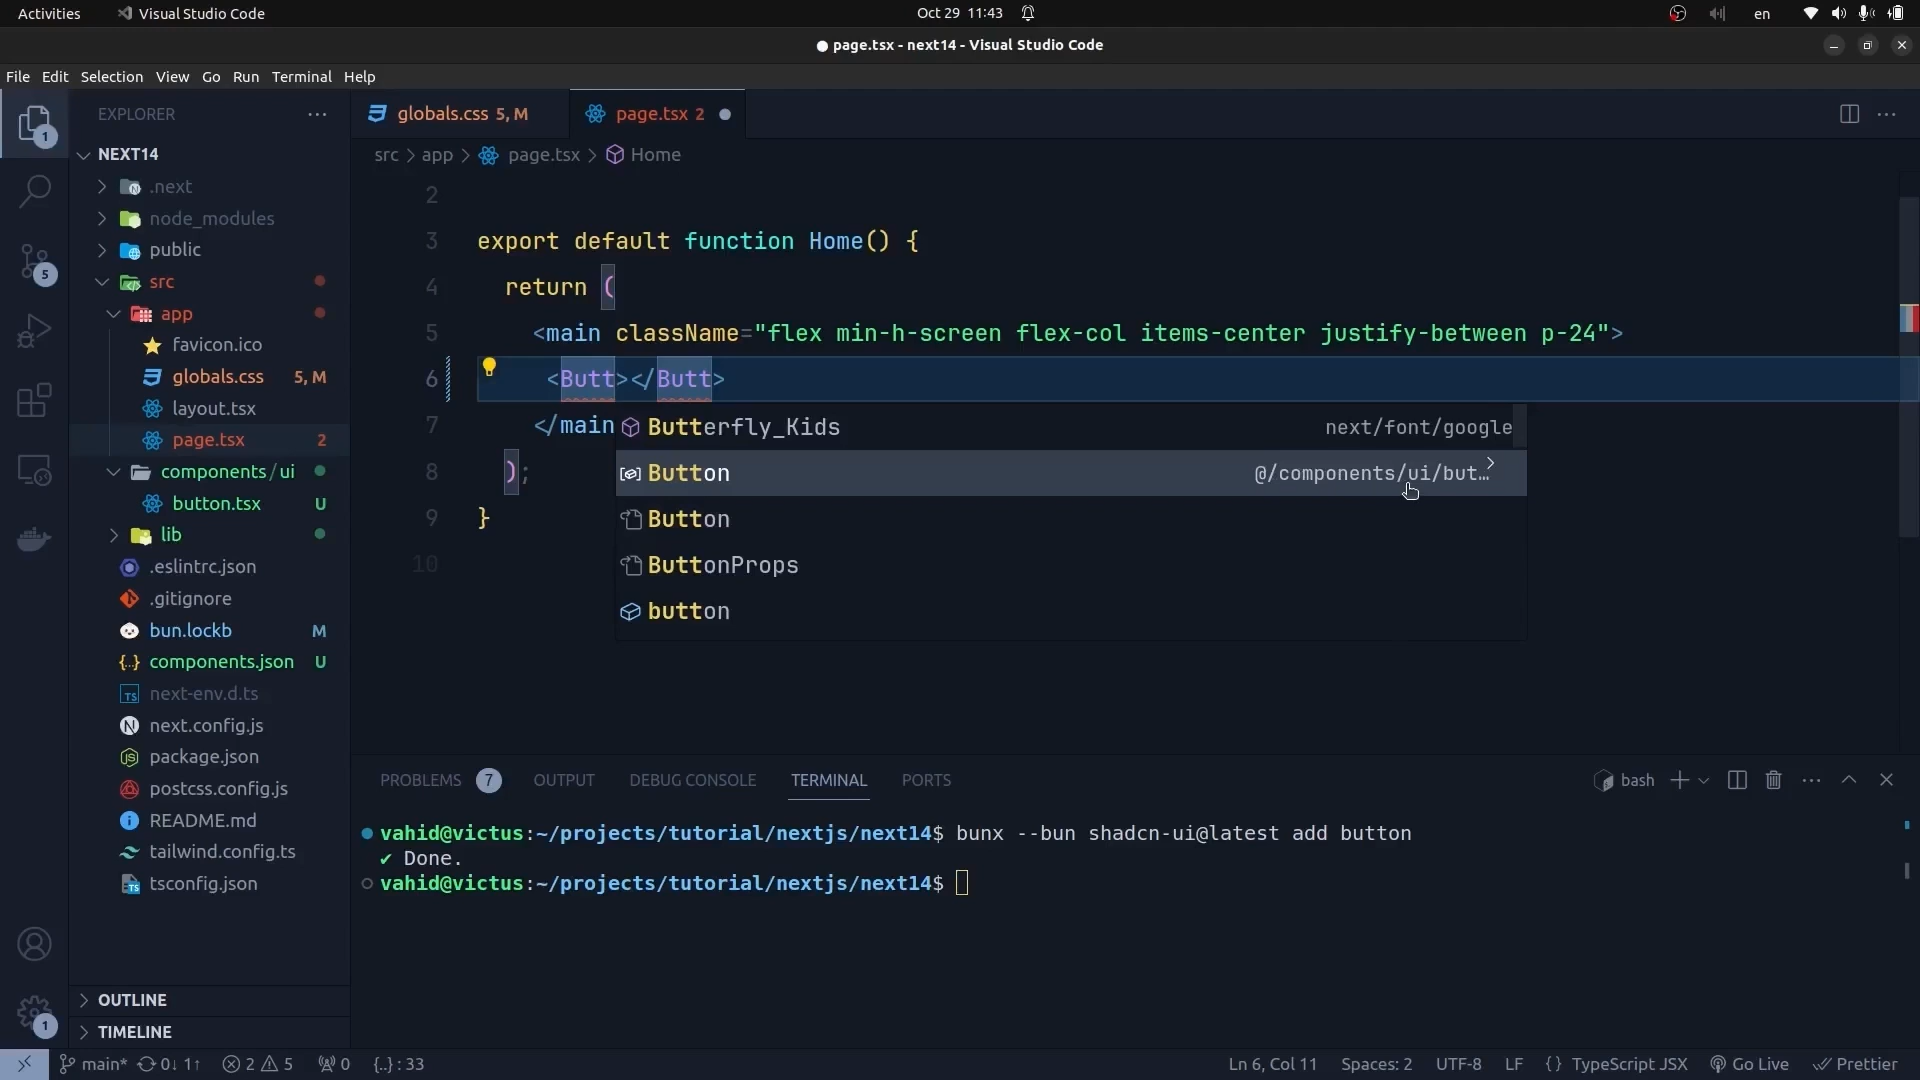 Activities
Visual Studio Code
Oct 29 11:43
en
page.tsx - next14 - Visual Studio Code
File Edit Selection View Go Run Terminal Help
EXPLORER
1
NEXT14
.next
node_modules
public
src
app
favicon.ico
globals.css 5, M
layout.tsx
page.tsx 2
components/ui
button.tsx U
lib
.eslintrc.json
.gitignore
bun.lockb M
components.json U
next-env.d.ts
next.config.js
package.json
postcss.config.js
README.md
tailwind.config.ts
tsconfig.json
OUTLINE
TIMELINE
5
1
globals.css 5, M
page.tsx 2
src > app > page.tsx > Home
2
3 export default function Home() {
4 return (
5 <main className="flex min-h-screen flex-col items-center justify-between p-24">
6 <Butt></Butt>
7 </main
8 );
9 }
10
Butterfly_Kids next/font/google
Button @/components/ui/but…
Button
ButtonProps
button
PROBLEMS 7 OUTPUT DEBUG CONSOLE TERMINAL PORTS
bash
vahid@victus:~/projects/tutorial/nextjs/next14$ bunx --bun shadcn-ui@latest add button
✔ Done.
vahid@victus:~/projects/tutorial/nextjs/next14$
main* 0↓ 1↑ 2 5 0 {..} : 33
Ln 6, Col 11 Spaces: 2 UTF-8 LF {} TypeScript JSX Go Live Prettier